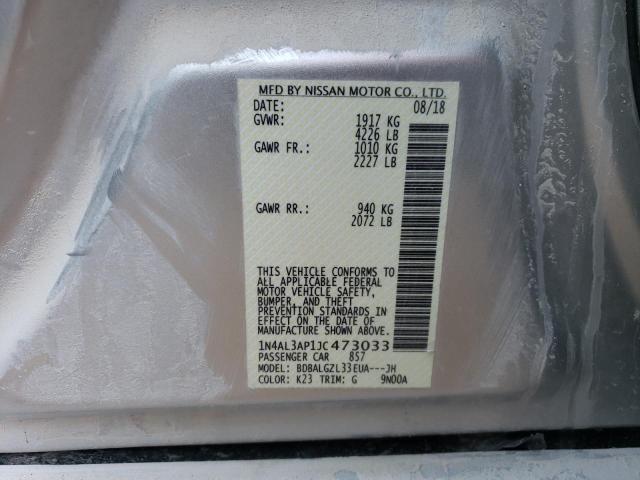 MFD BY NISSAN MOTOR CO., LTD.
DATE: 08/18
GVWR: 1917 KG
4226 LB
GAWR FR.: 1010 KG
2227 LB
GAWR RR.: 940 KG
2072 LB
THIS VEHICLE CONFORMS TO
ALL APPLICABLE FEDERAL
MOTOR VEHICLE SAFETY,
BUMPER, AND THEFT
PREVENTION STANDARDS IN
EFFECT ON THE DATE OF
MANUFACTURE SHOWN ABOVE.
1N4AL3AP1JC473033
PASSENGER CAR 857
MODEL: BDBALGZL33EUA---JH
COLOR: K23 TRIM: G 9N00A